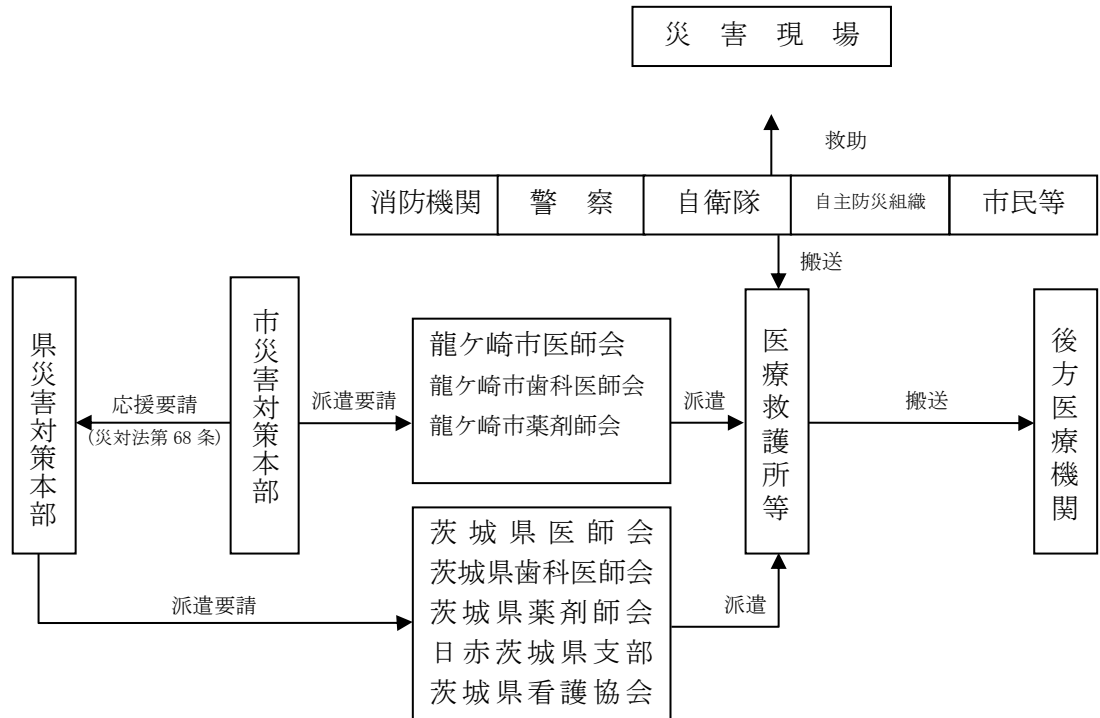 災害現場
救助
消防機関 警察 自衛隊 自主防災組織 市民等
搬送
県災害対策本部
応援要請
(災対法第 68 条)
市災害対策本部
派遣要請
龍ケ崎市医師会
龍ケ崎市歯科医師会
龍ケ崎市薬剤師会
派遣
医療救護所等
搬送
後方医療機関
派遣要請
茨城県医師会
茨城県歯科医師会
茨城県薬剤師会
日赤茨城県支部
茨城県看護協会
派遣